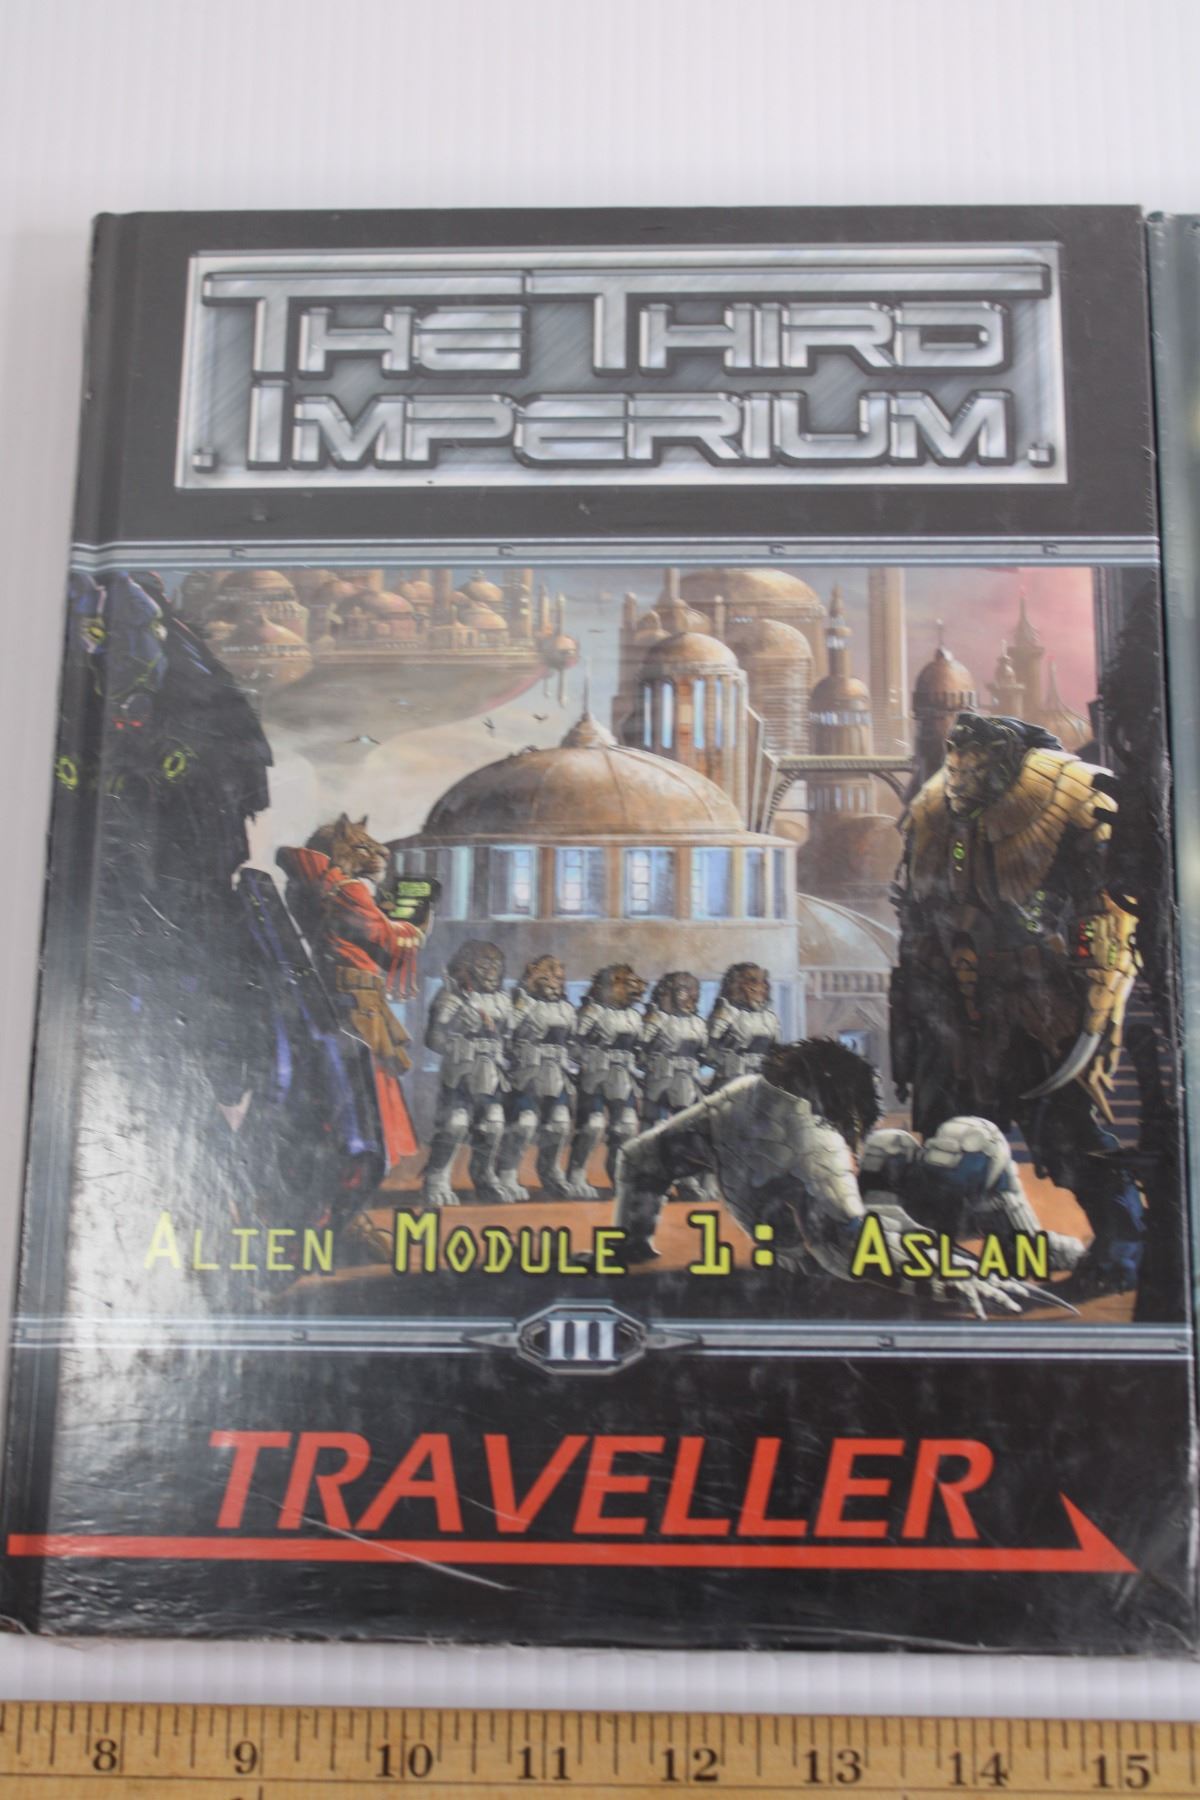 THE THIRD
IMPERIUM
ALIEN MODULE 1: ASLAN
III
TRAVELLER
8 9 10 11 12 13 14 15